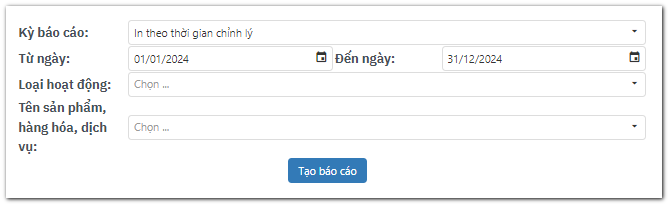 Kỳ báo cáo: In theo thời gian chỉnh lý
Từ ngày: 01/01/2024 Đến ngày: 31/12/2024
Loại hoạt động: Chọn ...
Tên sản phẩm,
hàng hóa, dịch Chọn ...
vụ:
Tạo báo cáo